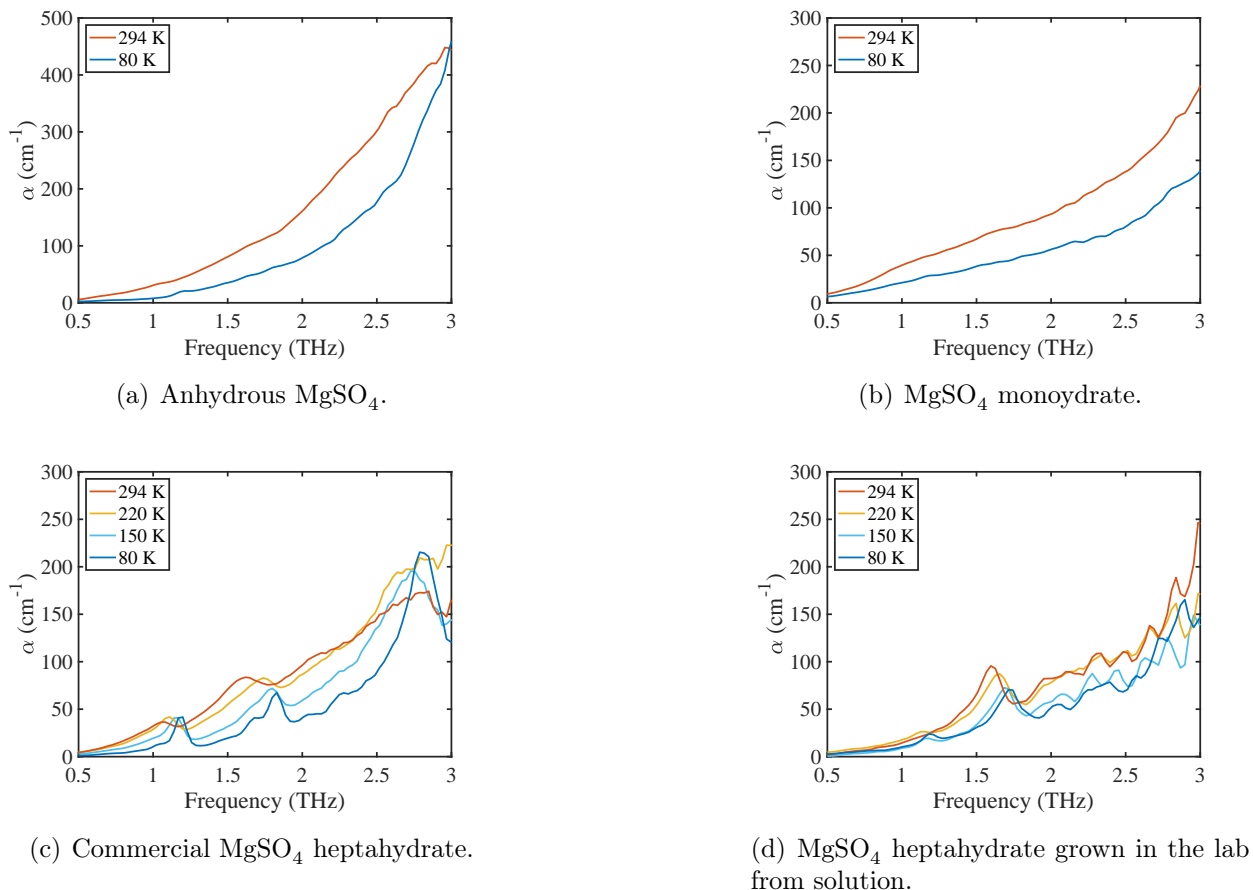 500
400
300
200
100
0
α (cm-1)
294 K
80 K
0.5 1 1.5 2 2.5 3
Frequency (THz)
(a) Anhydrous MgSO4.
300
250
200
150
100
50
0
α (cm-1)
294 K
80 K
0.5 1 1.5 2 2.5 3
Frequency (THz)
(b) MgSO4 monoydrate.
300
250
200
150
100
50
0
α (cm-1)
294 K
220 K
150 K
80 K
0.5 1 1.5 2 2.5 3
Frequency (THz)
(c) Commercial MgSO4 heptahydrate.
300
250
200
150
100
50
0
α (cm-1)
294 K
220 K
150 K
80 K
0.5 1 1.5 2 2.5 3
Frequency (THz)
(d) MgSO4 heptahydrate grown in the lab
from solution.